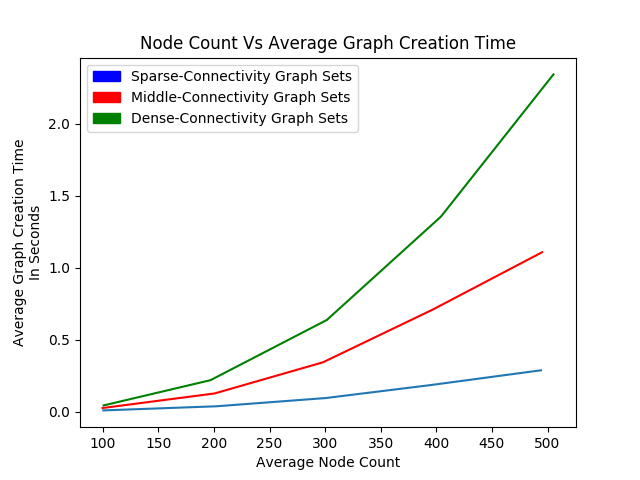 Node Count Vs Average Graph Creation Time
Sparse-Connectivity Graph Sets
Middle-Connectivity Graph Sets
Dense-Connectivity Graph Sets
Average Graph Creation Time
In Seconds
2.0
1.5
1.0
0.5
0.0
100 150 200 250 300 350 400 450 500
Average Node Count